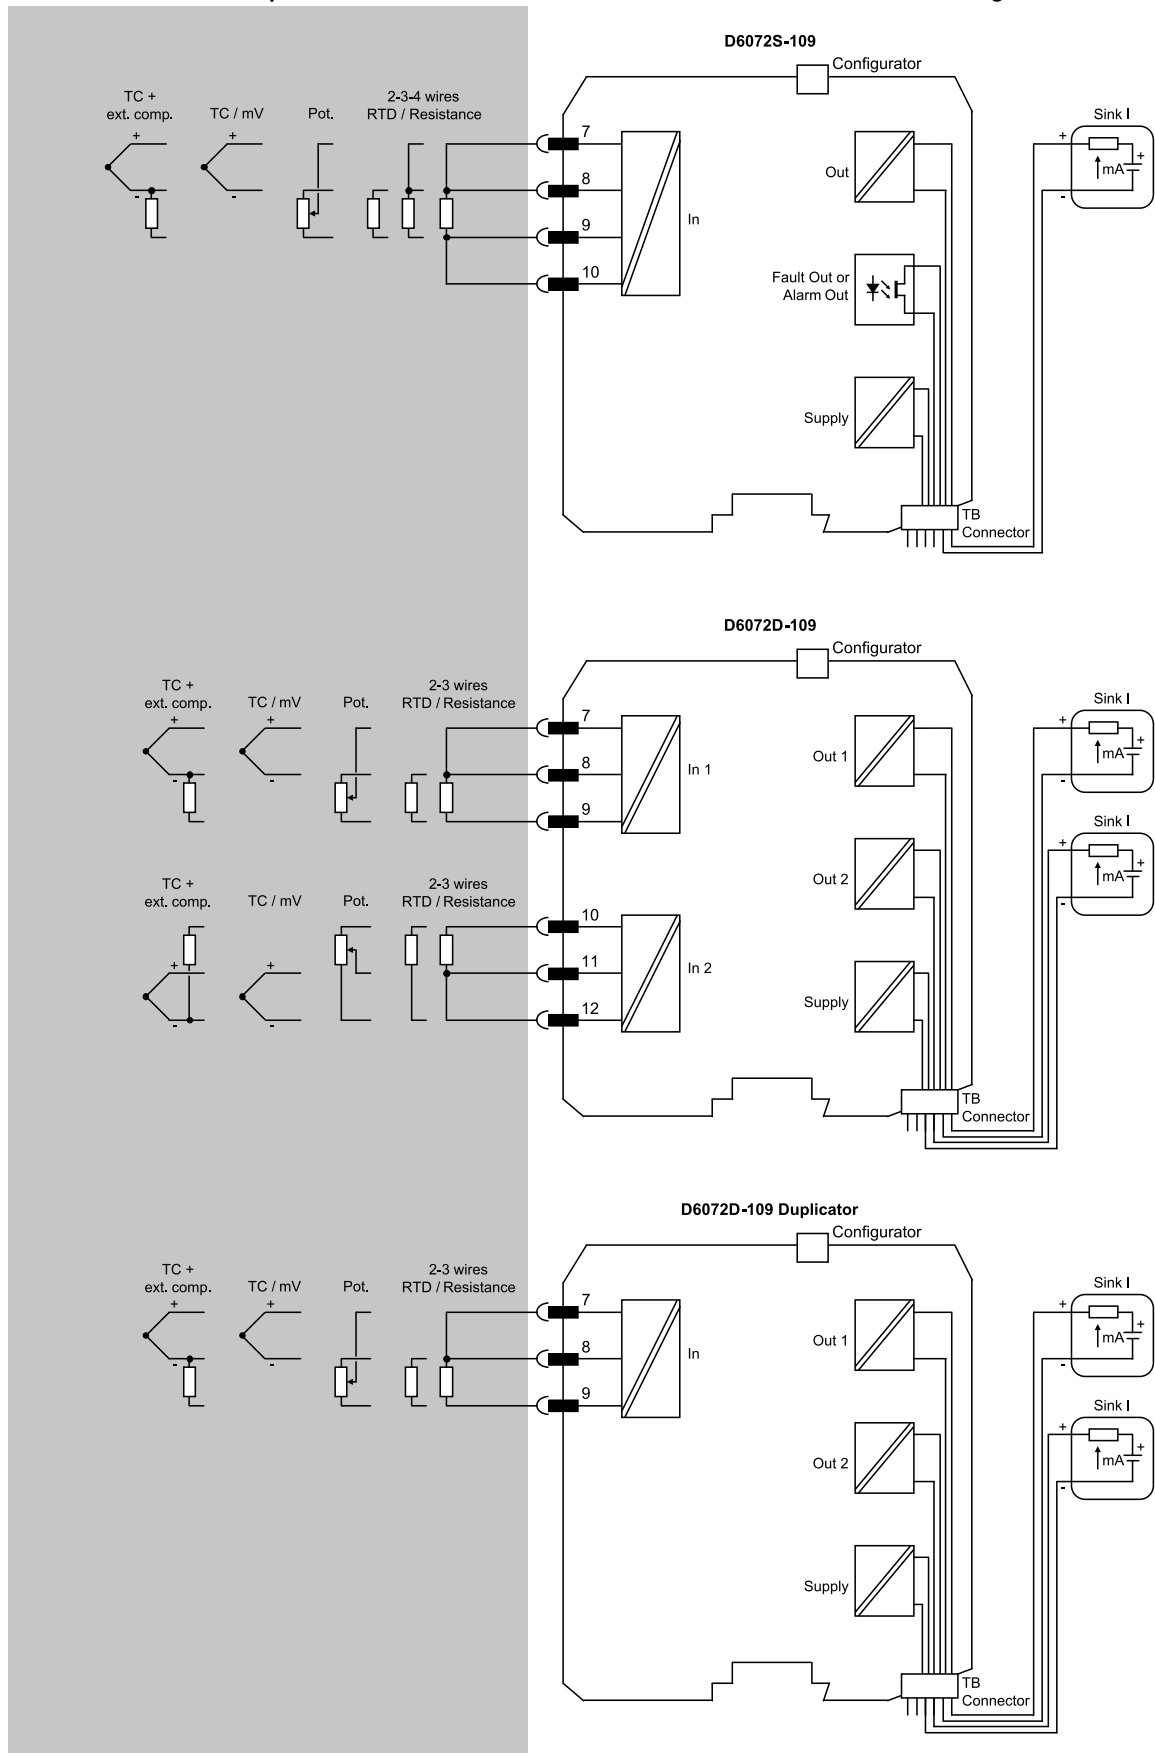 D6072S-109
Configurator
TC +
ext. comp.
TC / mV
Pot.
2-3-4 wires
RTD / Resistance
+
-
+
-
7
8
9
10
In
Out
Fault Out or
Alarm Out
Supply
TB
Connector
Sink I
+
-
mA
+
D6072D-109
Configurator
TC +
ext. comp.
TC / mV
Pot.
2-3 wires
RTD / Resistance
+
-
+
-
7
8
9
In 1
Out 1
Sink I
+
-
mA
+
Sink I
+
-
mA
+
TC +
ext. comp.
TC / mV
Pot.
2-3 wires
RTD / Resistance
+
-
+
-
10
11
12
In 2
Out 2
Supply
TB
Connector
D6072D-109 Duplicator
Configurator
TC +
ext. comp.
TC / mV
Pot.
2-3 wires
RTD / Resistance
+
-
+
-
7
8
9
In
Out 1
Out 2
Supply
TB
Connector
Sink I
+
-
mA
+
Sink I
+
-
mA
+